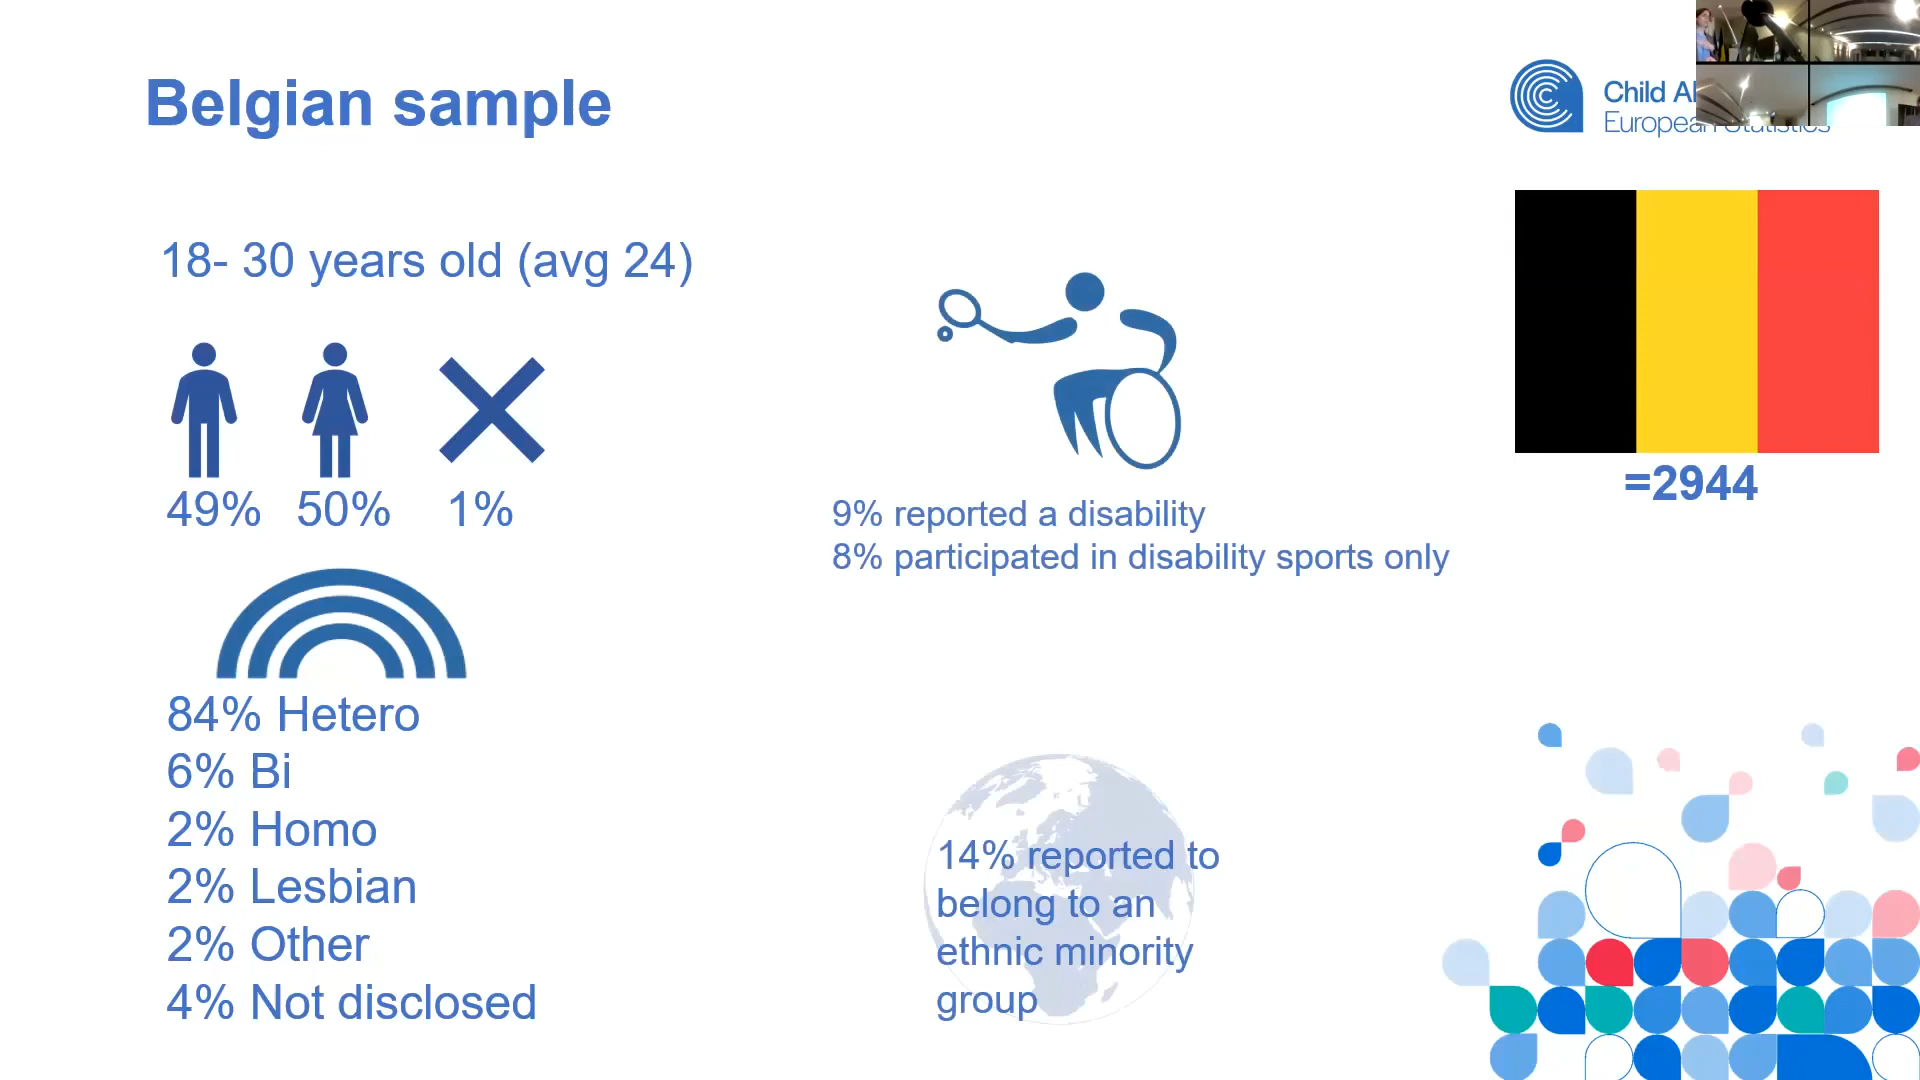 Belgian sample
Child
European Statistics
18- 30 years old (avg 24)
49% 50% 1%
84% Hetero
6% Bi
2% Homo
2% Lesbian
2% Other
4% Not disclosed
9% reported a disability
8% participated in disability sports only
14% reported to
belong to an
ethnic minority
group
=2944